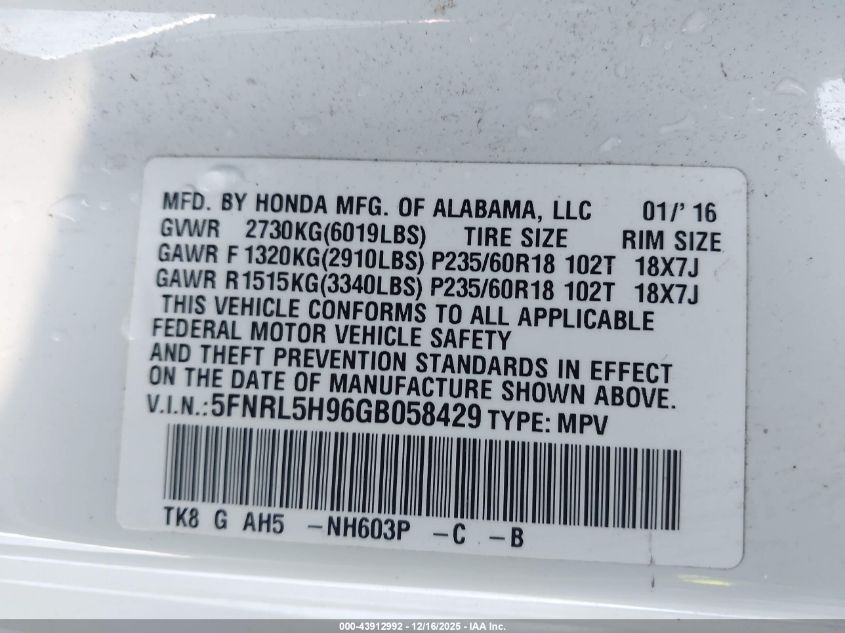 MFD. BY HONDA MFG. OF ALABAMA, LLC 01/' 16
GVWR 2730KG(6019LBS) TIRE SIZE RIM SIZE
GAWR F 1320KG(2910LBS) P235/60R18 102T 18X7J
GAWR R1515KG(3340LBS) P235/60R18 102T 18X7J
THIS VEHICLE CONFORMS TO ALL APPLICABLE
FEDERAL MOTOR VEHICLE SAFETY
AND THEFT PREVENTION STANDARDS IN EFFECT
ON THE DATE OF MANUFACTURE SHOWN ABOVE.
V.I.N.:5FNRL5H96GB058429 TYPE: MPV
TK8 G AH5 -NH603P -C -B
000-43912992 - 12/16/2025 - IAA Inc.